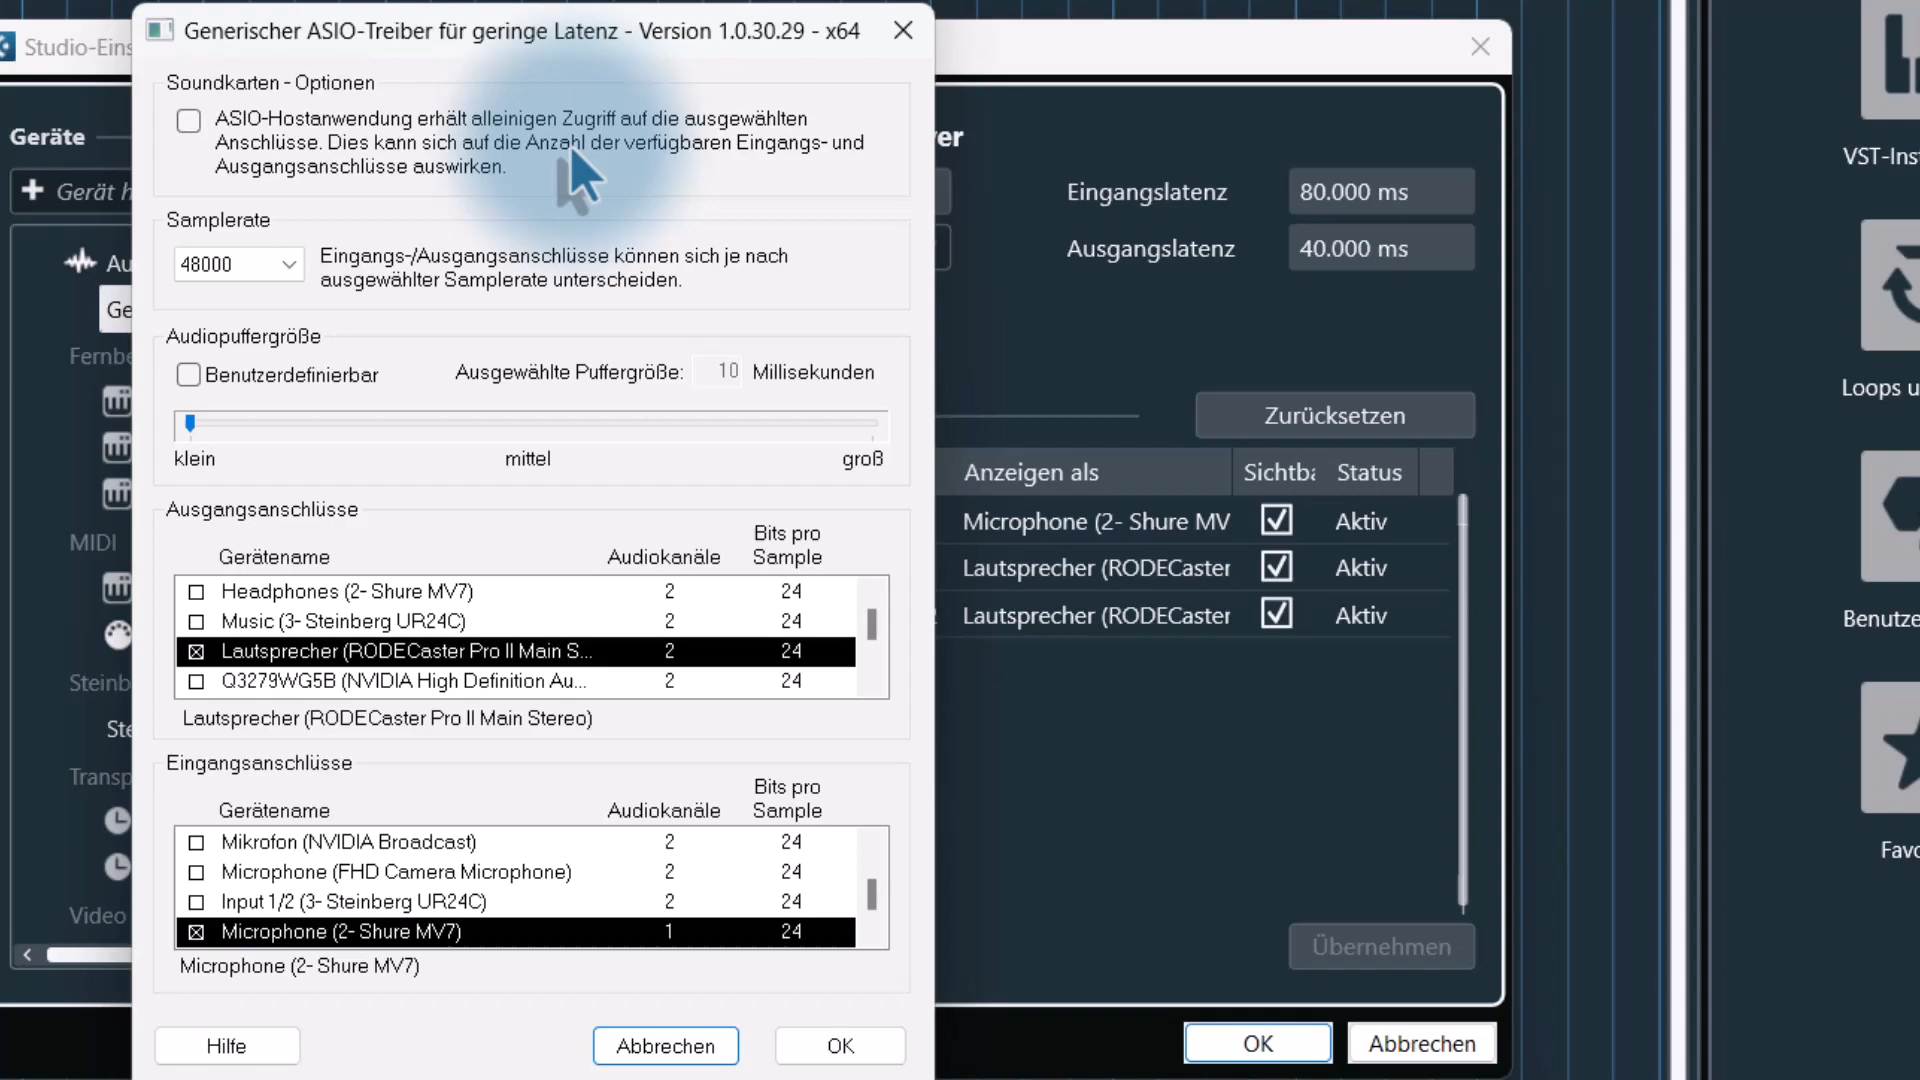 Generischer ASIO-Treiber für geringe Latenz - Version 1.0.30.29 - x64
Soundkarten - Optionen
ASIO-Hostanwendung erhält alleinigen Zugriff auf die ausgewählten
Anschlüsse. Dies kann sich auf die Anzahl der verfügbaren Eingangs- und
Ausgangsanschlüsse auswirken.
Samplerate
48000
Eingangs-/Ausgangsanschlüsse können sich je nach
ausgewählter Samplerate unterscheiden.
Audiopuffergröße
Benutzerdefinierbar
Ausgewählte Puffergröße: 10 Millisekunden
klein mittel groß
Ausgangsanschlüsse
Gerätename Audiokanäle Bits pro Sample
Headphones (2- Shure MV7) 2 24
Music (3- Steinberg UR24C) 2 24
Lautsprecher (RODECaster Pro II Main S... 2 24
Q3279WG5B (NVIDIA High Definition Au... 2 24
Lautsprecher (RODECaster Pro II Main Stereo)
Eingangsanschlüsse
Gerätename Audiokanäle Bits pro Sample
Mikrofon (NVIDIA Broadcast) 2 24
Microphone (FHD Camera Microphone) 2 24
Input 1/2 (3- Steinberg UR24C) 2 24
Microphone (2- Shure MV7) 1 24
Microphone (2- Shure MV7)
Hilfe Abbrechen OK
Studio-Eins
Geräte
Gerät h
Au
Ge
Fernbe
MIDI
Steinb
Ste
Transp
Video
er
Eingangslatenz 80.000 ms
Ausgangslatenz 40.000 ms
Zurücksetzen
Anzeigen als Sichtba Status
Microphone (2- Shure MV Aktiv
Lautsprecher (RODECaster Aktiv
Lautsprecher (RODECaster Aktiv
Übernehmen
OK Abbrechen
VST-Inst
Loops u
Benutze
Favo